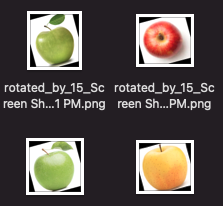 rotated_by_15_Sc
reen Sh...1 PM.png
rotated_by_15_Sc
reen Sh...PM.png